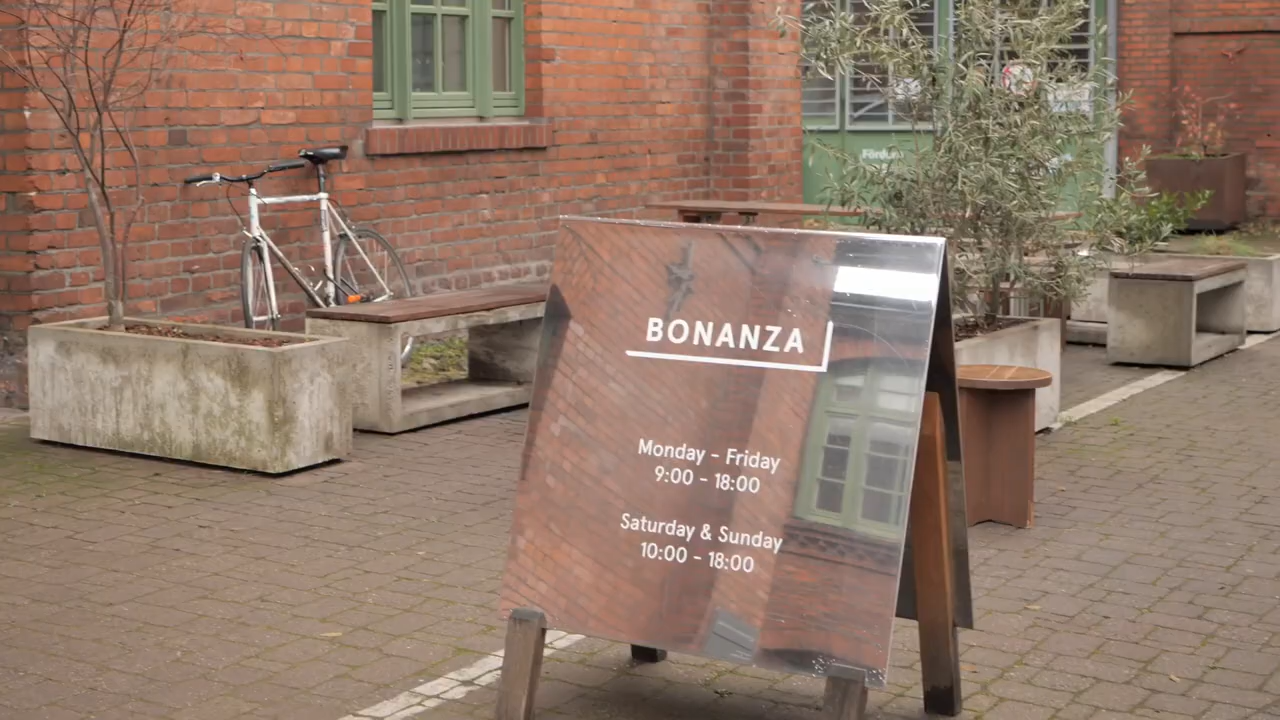 BONANZA
Monday - Friday
9:00 - 18:00
Saturday & Sunday
10:00 - 18:00